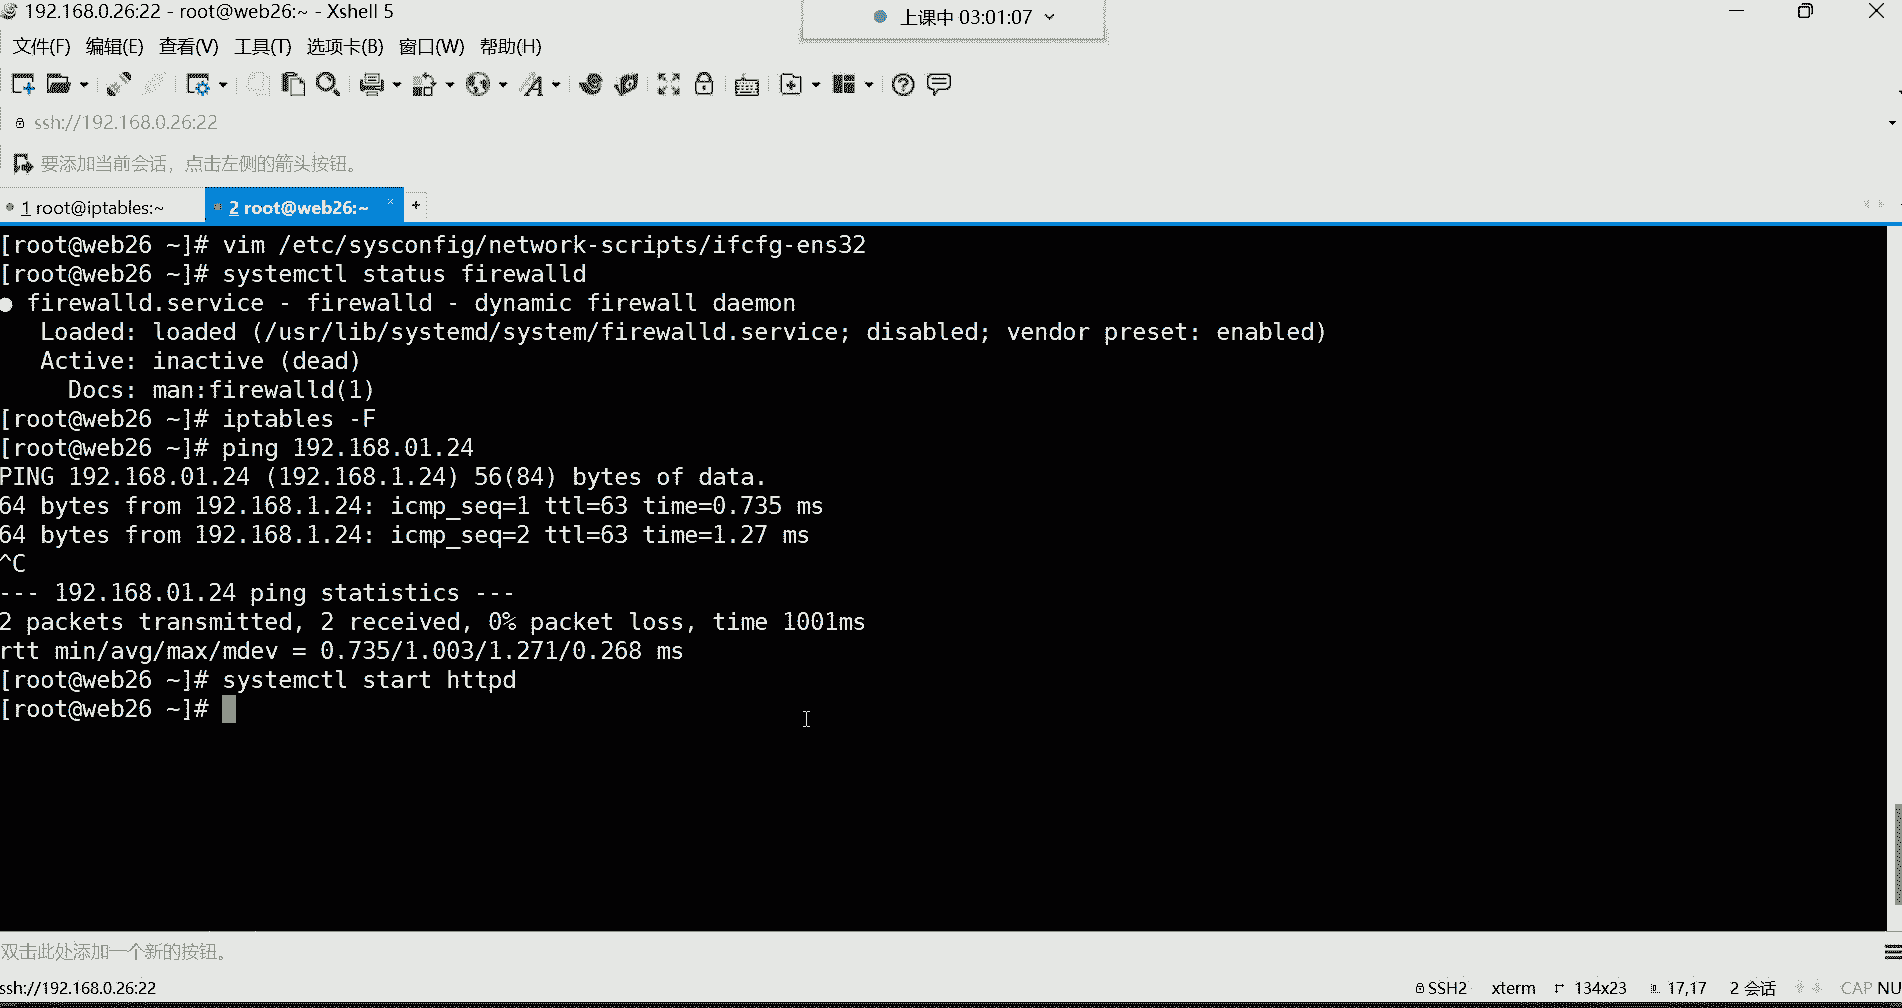 192.168.0.26:22 - root@web26:~ - Xshell 5
上课中 03:01:07
文件(F) 编辑(E) 查看(V) 工具(T) 选项卡(B) 窗口(W) 帮助(H)
ssh://192.168.0.26:22
要添加当前会话，点击左侧的箭头按钮。
1 root@iptables:~ 2 root@web26:~ × +
[root@web26 ~]# vim /etc/sysconfig/network-scripts/ifcfg-ens32
[root@web26 ~]# systemctl status firewalld
● firewalld.service - firewalld - dynamic firewall daemon
Loaded: loaded (/usr/lib/systemd/system/firewalld.service; disabled; vendor preset: enabled)
Active: inactive (dead)
Docs: man:firewalld(1)
[root@web26 ~]# iptables -F
[root@web26 ~]# ping 192.168.01.24
PING 192.168.01.24 (192.168.1.24) 56(84) bytes of data.
64 bytes from 192.168.1.24: icmp_seq=1 ttl=63 time=0.735 ms
64 bytes from 192.168.1.24: icmp_seq=2 ttl=63 time=1.27 ms
^C
--- 192.168.01.24 ping statistics ---
2 packets transmitted, 2 received, 0% packet loss, time 1001ms
rtt min/avg/max/mdev = 0.735/1.003/1.271/0.268 ms
[root@web26 ~]# systemctl start httpd
[root@web26 ~]#
双击此处添加一个新的按钮。
ssh://192.168.0.26:22 SSH2 xterm 134x23 17,17 2 会话 CAP NU